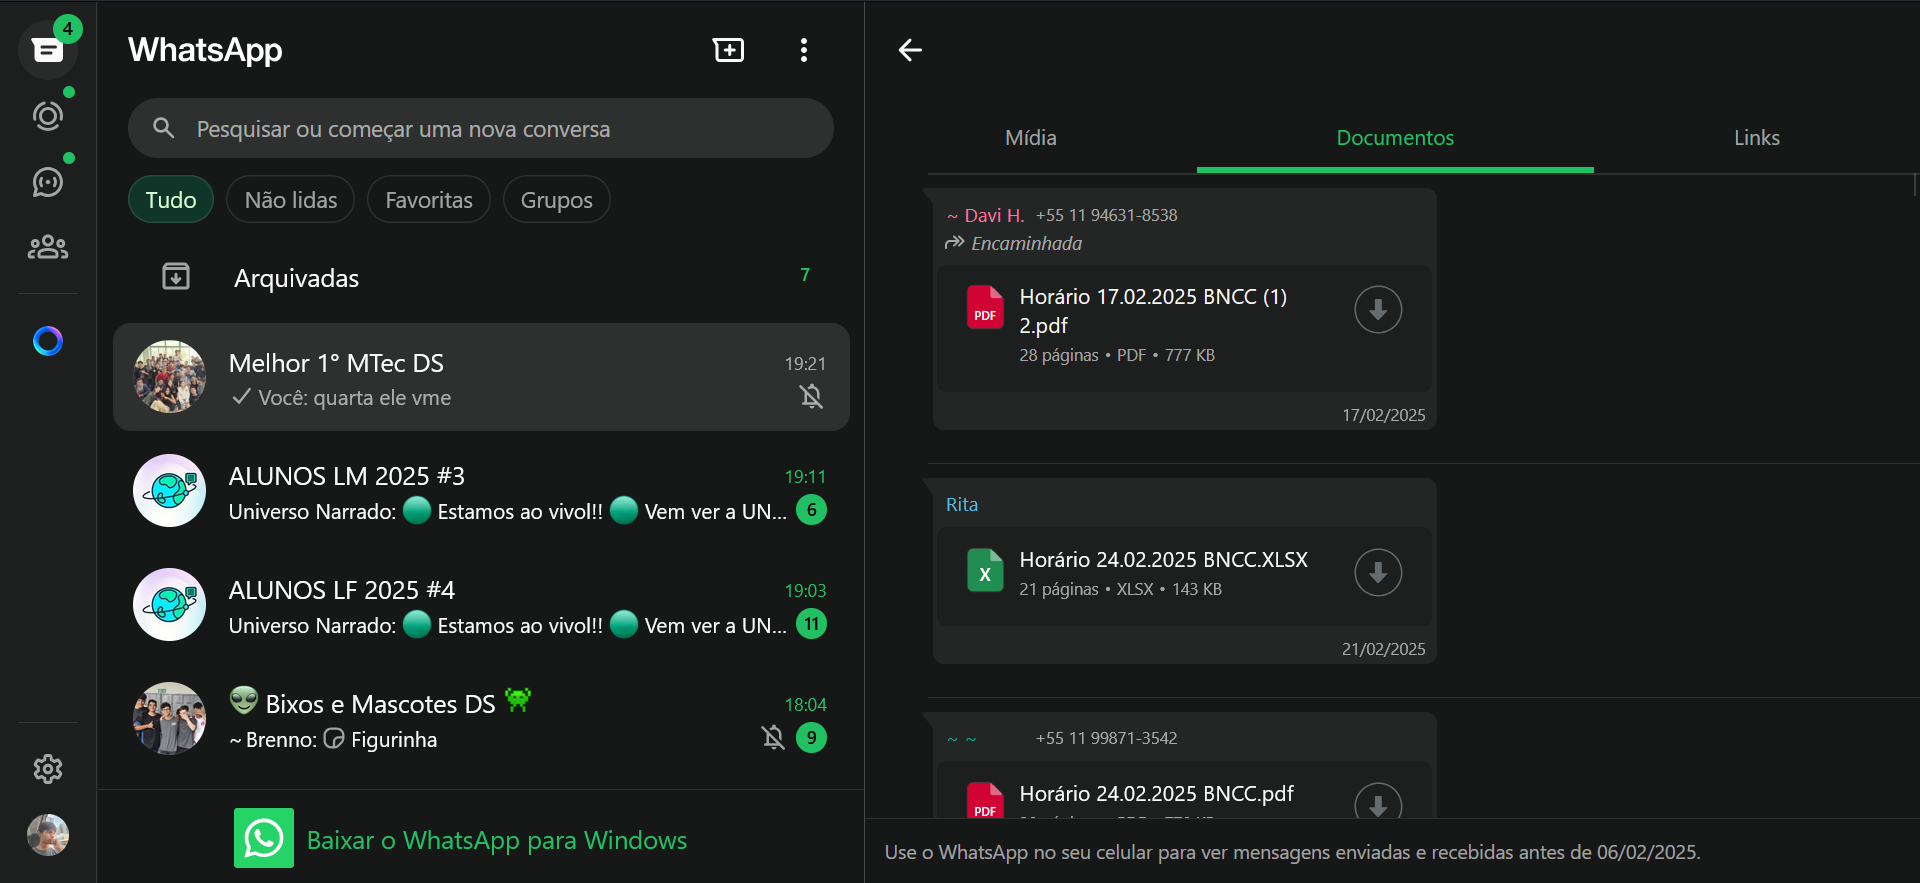 4
WhatsApp
Pesquisar ou começar uma nova conversa
Tudo
Não lidas
Favoritas
Grupos
Arquivadas
7
Melhor 1° MTec DS
19:21
Você: quarta ele vme
ALUNOS LM 2025 #3
19:11
Universo Narrado: 🟢 Estamos ao vivol!! 🟢 Vem ver a UN...
6
ALUNOS LF 2025 #4
19:03
Universo Narrado: 🟢 Estamos ao vivol!! 🟢 Vem ver a UN...
11
👽 Bixos e Mascotes DS 👾
18:04
~ Brenno: Figurinha
9
Baixar o WhatsApp para Windows
Mídia
Documentos
Links
~ Davi H. +55 11 94631-8538
Encaminhada
PDF
Horário 17.02.2025 BNCC (1)
2.pdf
28 páginas • PDF • 777 KB
17/02/2025
Rita
X
Horário 24.02.2025 BNCC.XLSX
21 páginas • XLSX • 143 KB
21/02/2025
~ ~ +55 11 99871-3542
PDF
Horário 24.02.2025 BNCC.pdf
Use o WhatsApp no seu celular para ver mensagens enviadas e recebidas antes de 06/02/2025.